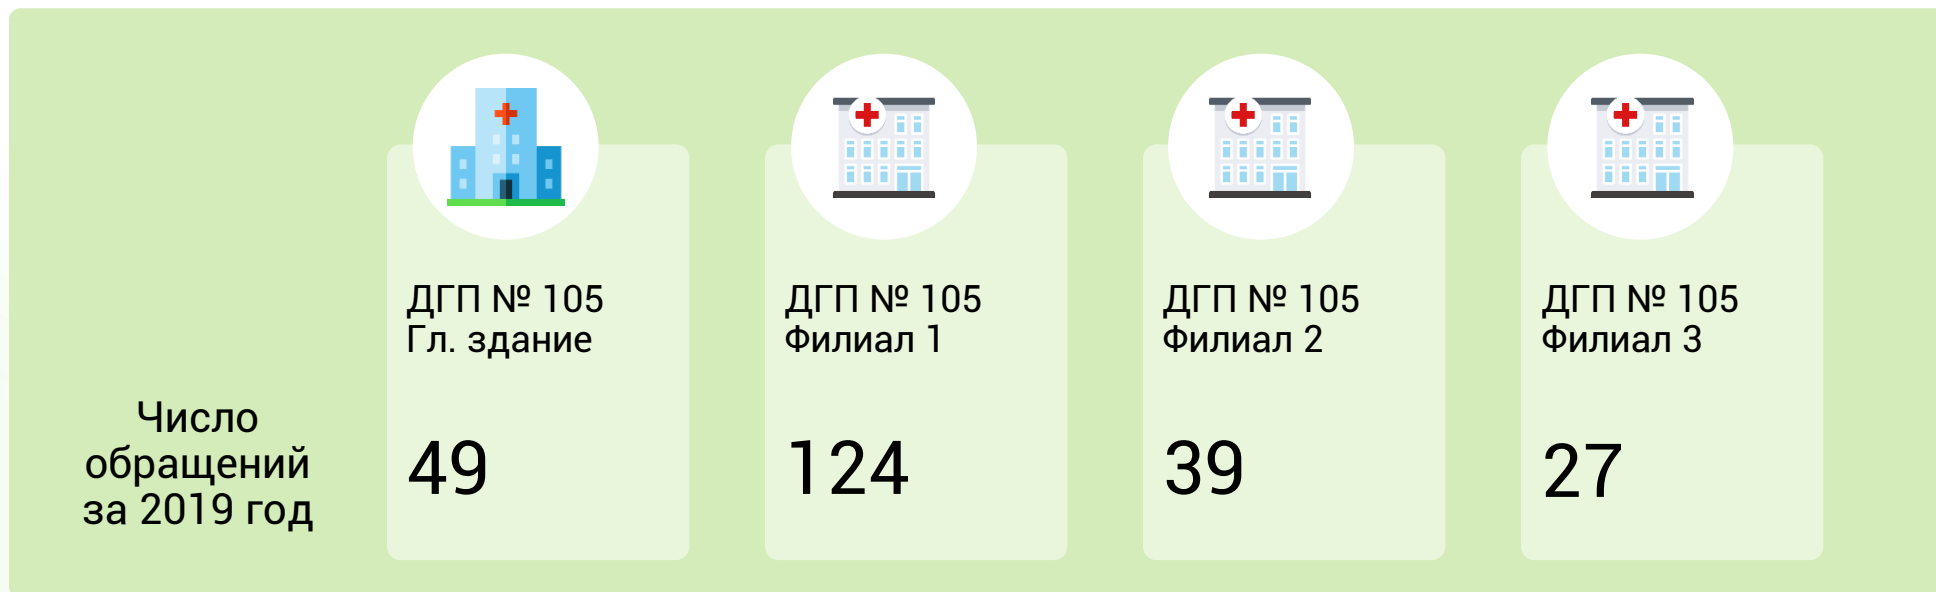 ДГП № 105
Гл. здание
ДГП № 105
Филиал 1
ДГП № 105
Филиал 2
ДГП № 105
Филиал 3
Число
обращений
за 2019 год
49
124
39
27